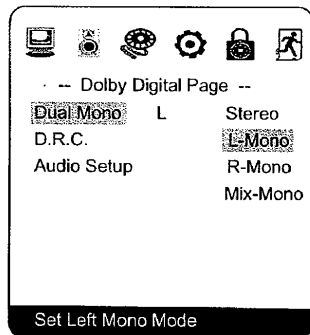 -- Dolby Digital Page --
Dual Mono L Stereo
D.R.C. L-Mono
Audio Setup R-Mono
Mix-Mono
Set Left Mono Mode